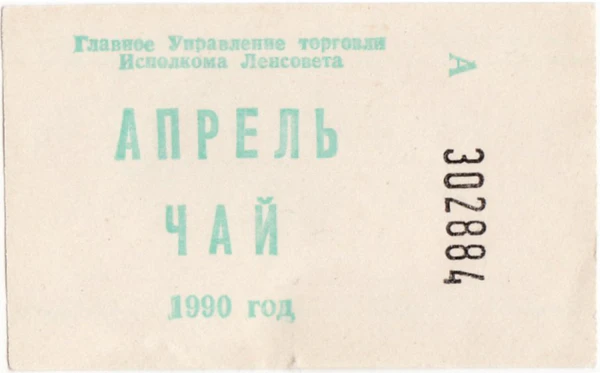 Главное Управление торговли
Исполкома Ленсовета
АПРЕЛЬ
ЧАЙ
1990 год
А
302884